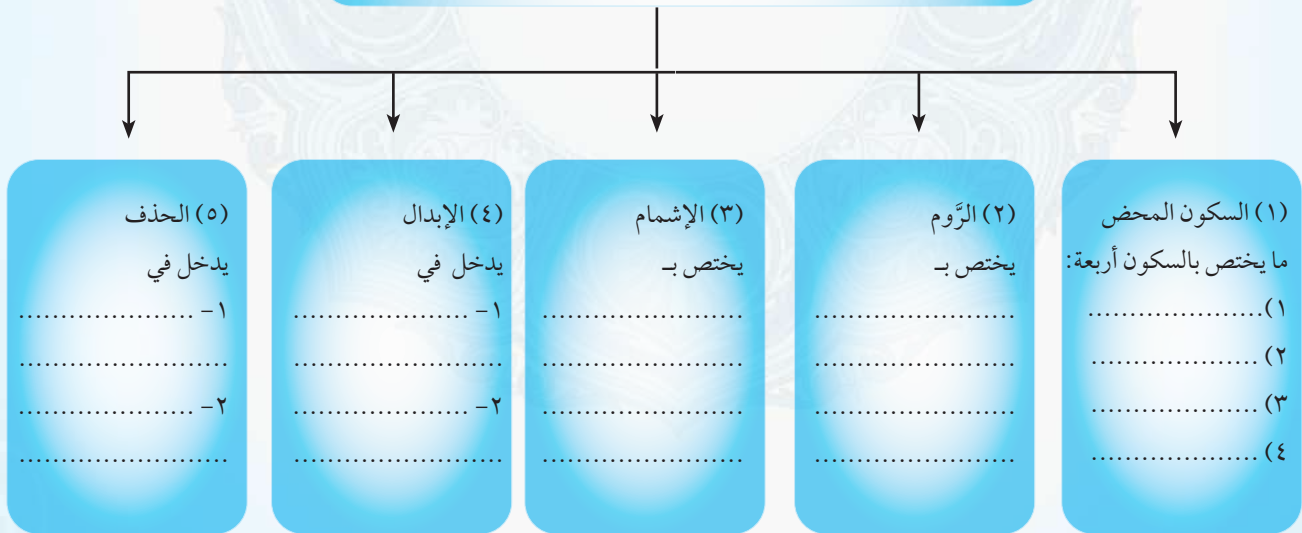 (١) السكون المحض
ما يختص بالسكون أربعة:
١).....................
٢) ....................
٣) ....................
٤) ....................
(٢) الرَّوم
يختص بـ
........................
........................
........................
........................
(٣) الإشمام
يختص بـ
........................
........................
........................
........................
(٤) الإبدال
يدخل في
١- .....................
.........................
٢- .....................
.........................
(٥) الحذف
يدخل في
١- .....................
.........................
٢- .....................
.........................